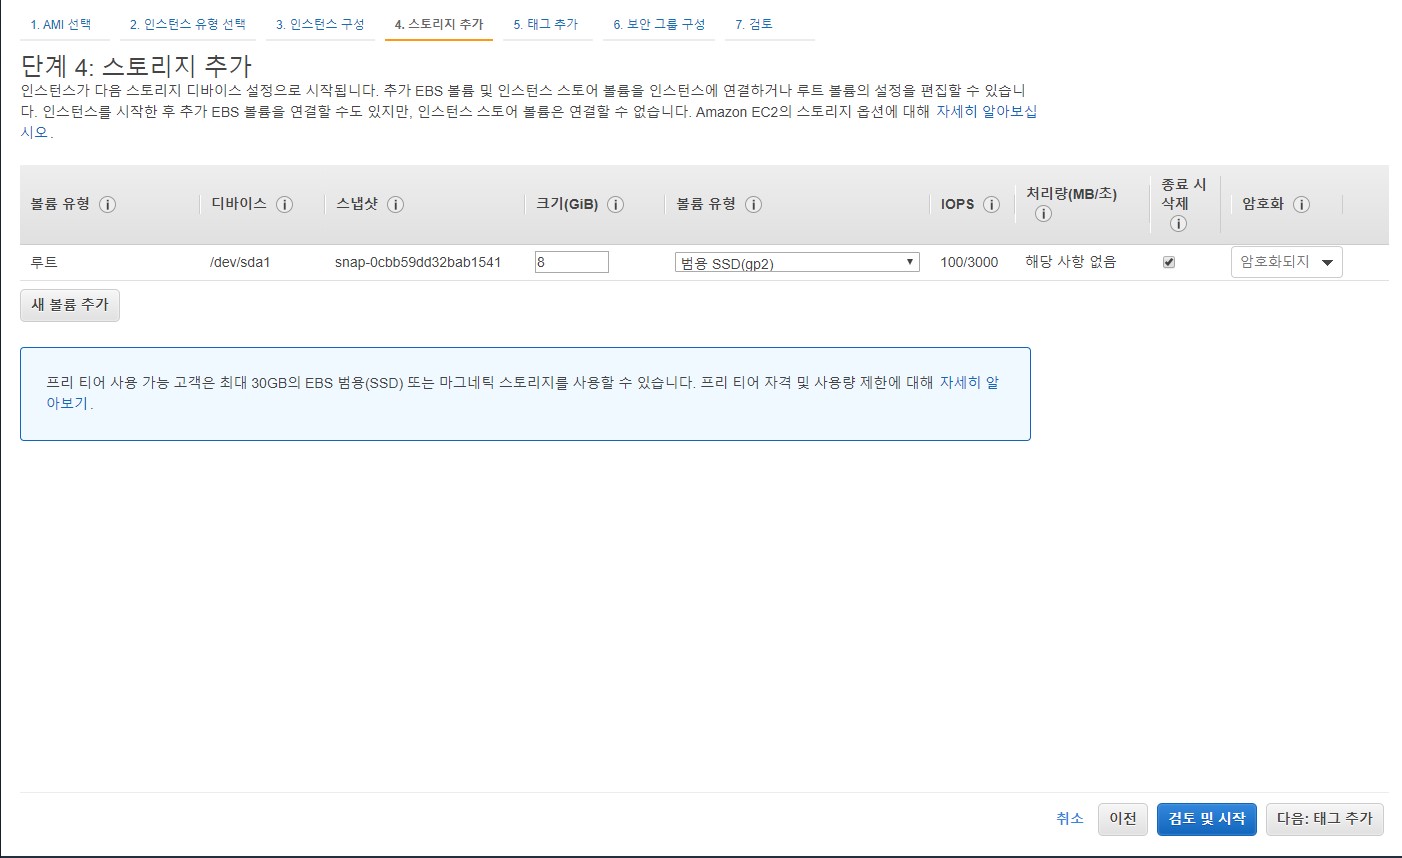 1. AMI 선택 2. 인스턴스 유형 선택 3. 인스턴스 구성 4. 스토리지 추가 5. 태그 추가 6. 보안 그룹 구성 7. 검토
단계 4: 스토리지 추가
인스턴스가 다음 스토리지 디바이스 설정으로 시작됩니다. 추가 EBS 볼륨 및 인스턴스 스토어 볼륨을 인스턴스에 연결하거나 루트 볼륨의 설정을 편집할 수 있습니
다. 인스턴스를 시작한 후 추가 EBS 볼륨을 연결할 수도 있지만, 인스턴스 스토어 볼륨은 연결할 수 없습니다. Amazon EC2의 스토리지 옵션에 대해 자세히 알아보십
시오.
볼륨 유형 디바이스 스냅샷 크기(GiB) 볼륨 유형 IOPS 처리량(MB/초) 종료 시
삭제 암호화
루트 /dev/sda1 snap-0cbb59dd32bab1541 8 범용 SSD(gp2) 100/3000 해당 사항 없음 암호화되지
새 볼륨 추가
프리 티어 사용 가능 고객은 최대 30GB의 EBS 범용(SSD) 또는 마그네틱 스토리지를 사용할 수 있습니다. 프리 티어 자격 및 사용량 제한에 대해 자세히 알
아보기.
취소 이전 검토 및 시작 다음: 태그 추가